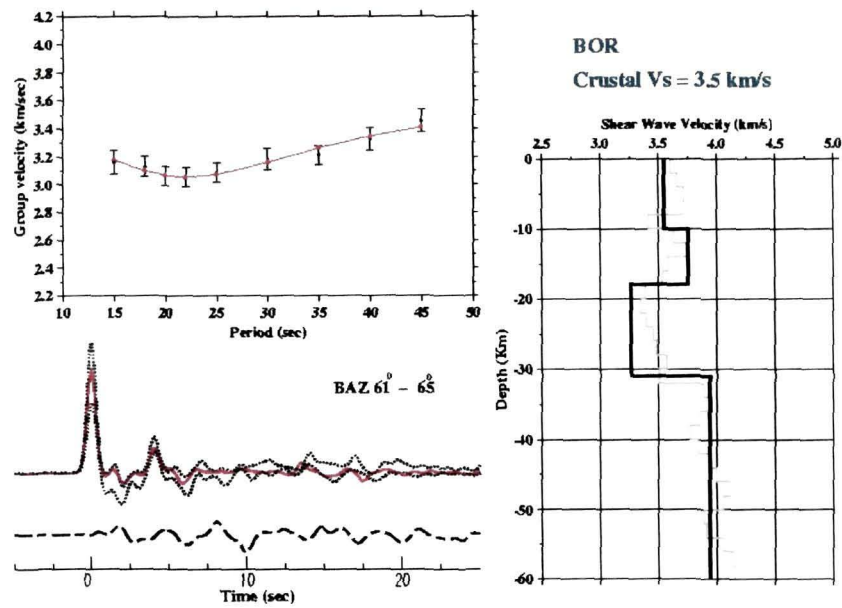 4.2
4.0
3.8
3.6
3.4
3.2
3.0
2.8
2.6
2.4
2.2
Group velocity (km/sec)
10 15 20 25 30 35 40 45 50
Period (sec)
BAZ 61° – 65°
0 20
Time (sec)
BOR
Crustal Vs = 3.5 km/s
Shear Wave Velocity (km/s)
2.5 3.0 3.5 4.0 4.5 5.0
0
-10
-20
-30
-40
-50
-60
Depth (Km)